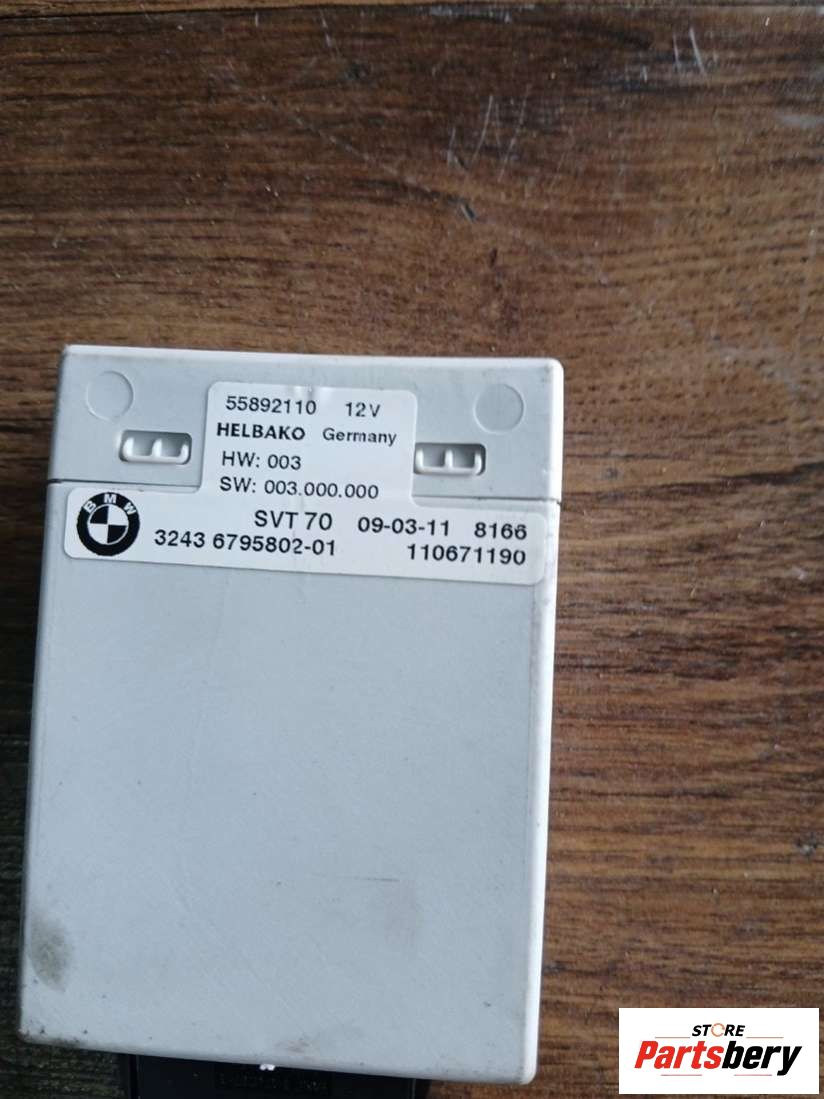 55892110 12V
HELBAKO Germany
HW: 003
SW: 003.000.000
BMW
SVT 70 09-03-11 8166
3243 6795802-01 110671190
STORE
Partsbery